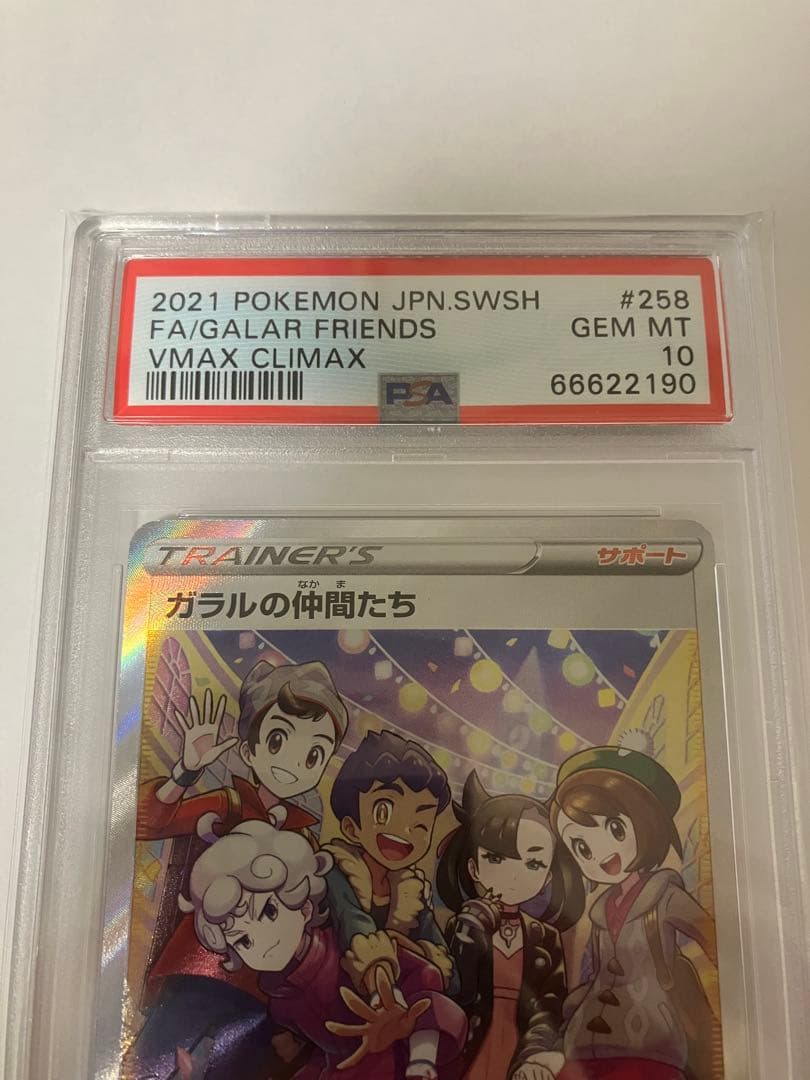 2021 POKEMON JPN.SWSH #258
FA/GALAR FRIENDS GEM MT
VMAX CLIMAX 10
PSA 66622190
TRAINER'S サポート
なかま
ガラルの仲間たち